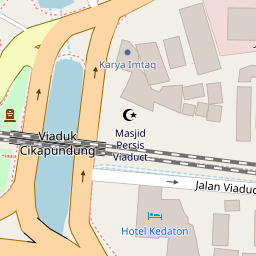 Karya Imtaq
Masjid
Persis
Viaduct
Viaduk
Cikapundung
Jalan Viaduc
Hotel Kedaton